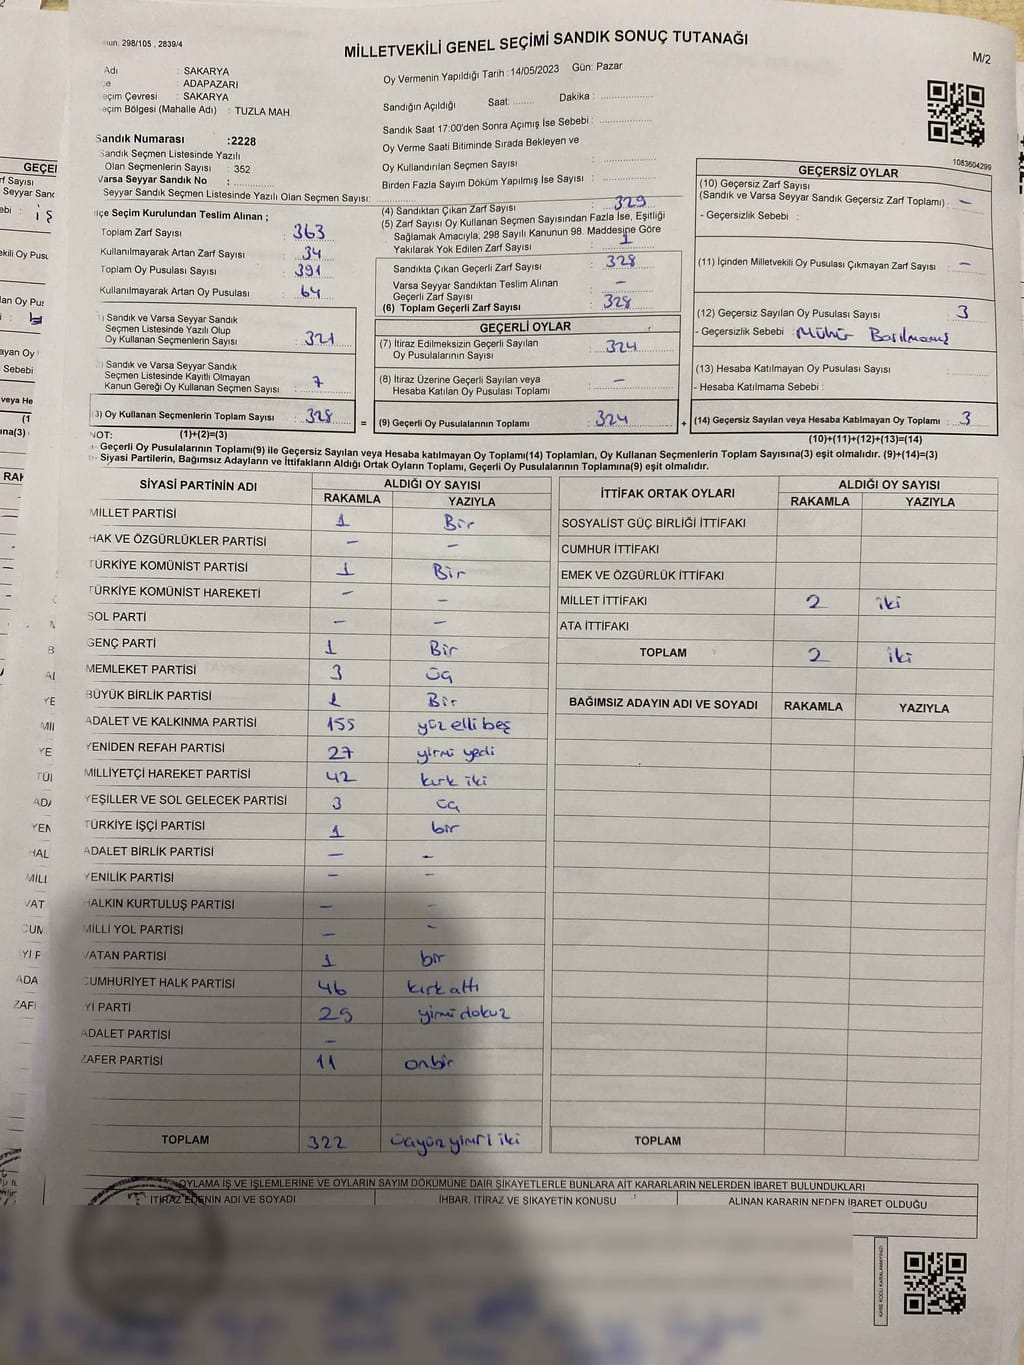 298/105 , 2839/4
MİLLETVEKİLİ GENEL SEÇİMİ SANDIK SONUÇ TUTANAĞI
M/2
Adı : SAKARYA
: ADAPAZARI
Seçim Çevresi : SAKARYA
Seçim Bölgesi (Mahalle Adı) : TUZLA MAH.
Oy Vermenin Yapıldığı Tarih :14/05/2023 Gün: Pazar
Sandığın Açıldığı Saat:........ Dakika : ....................
Sandık Saat 17:00'den Sonra Açımış İse Sebebi : ....................
Oy Verme Saati Bitiminde Sırada Bekleyen ve
Oy Kullandırılan Seçmen Sayısı : ....................
Birden Fazla Sayım Döküm Yapılmış İse Sayısı : ....................
Sandık Numarası :2228
Sandık Seçmen Listesinde Yazılı
Olan Seçmenlerin Sayısı : 352
Varsa Seyyar Sandık No : ....................
Seyyar Sandık Seçmen Listesinde Yazılı Olan Seçmen Sayısı:
1083604299
İlçe Seçim Kurulundan Teslim Alınan ;
Toplam Zarf Sayısı : 363
Kullanılmayarak Artan Zarf Sayısı : 34
Toplam Oy Pusulası Sayısı : 391
Kullanılmayarak Artan Oy Pusulası : 64
1) Sandık ve Varsa Seyyar Sandık
Seçmen Listesinde Yazılı Olup
Oy Kullanan Seçmenlerin Sayısı : 321
Sandık ve Varsa Seyyar Sandık
Seçmen Listesinde Kayıtlı Olmayan
Kanun Gereği Oy Kullanan Seçmen Sayısı : 7
(3) Oy Kullanan Seçmenlerin Toplam Sayısı : 328
(4) Sandıktan Çıkan Zarf Sayısı : 329
(5) Zarf Sayısı Oy Kullanan Seçmen Sayısından Fazla İse, Eşitliği
Sağlamak Amacıyla, 298 Sayılı Kanunun 98. Maddesine Göre
Yakılarak Yok Edilen Zarf Sayısı : 1
Sandıkta Çıkan Geçerli Zarf Sayısı : 328
Varsa Seyyar Sandıktan Teslim Alınan
Geçerli Zarf Sayısı : –
(6) Toplam Geçerli Zarf Sayısı : 328
GEÇERLİ OYLAR
(7) İtiraz Edilmeksizin Geçerli Sayılan
Oy Pusulalarının Sayısı : 324
(8) İtiraz Üzerine Geçerli Sayılan veya
Hesaba Katılan Oy Pusulası Toplamı : –
= (9) Geçerli Oy Pusulalarının Toplamı : 324
GEÇERSİZ OYLAR
(10) Geçersiz Zarf Sayısı
(Sandık ve Varsa Seyyar Sandık Geçersiz Zarf Toplamı) : –
- Geçersizlik Sebebi :
(11) İçinden Milletvekili Oy Pusulası Çıkmayan Zarf Sayısı : –
(12) Geçersiz Sayılan Oy Pusulası Sayısı : 3
- Geçersizlik Sebebi : Mühür Basılmamış
(13) Hesaba Katılmayan Oy Pusulası Sayısı :
- Hesaba Katılmama Sebebi :
+ (14) Geçersiz Sayılan veya Hesaba Katılmayan Oy Toplamı : 3
NOT: (1)+(2)=(3)
(10)+(11)+(12)+(13)=(14)
- Geçerli Oy Pusulalarının Toplamı(9) ile Geçersiz Sayılan veya Hesaba katılmayan Oy Toplamı(14) Toplamları, Oy Kullanan Seçmenlerin Toplam Sayısına(3) eşit olmalıdır. (9)+(14)=(3)
- Siyasi Partilerin, Bağımsız Adayların ve İttifakların Aldığı Ortak Oyların Toplamı, Geçerli Oy Pusulalarının Toplamına(9) eşit olmalıdır.
SİYASİ PARTİNİN ADI ALDIĞI OY SAYISI
RAKAMLA YAZIYLA
MİLLET PARTİSİ 1 Bir
HAK VE ÖZGÜRLÜKLER PARTİSİ – –
TÜRKİYE KOMÜNİST PARTİSİ 1 Bir
TÜRKİYE KOMÜNİST HAREKETİ – –
SOL PARTİ – –
GENÇ PARTİ 1 Bir
MEMLEKET PARTİSİ 3 üç
BÜYÜK BİRLİK PARTİSİ 1 Bir
ADALET VE KALKINMA PARTİSİ 155 yüz elli beş
YENİDEN REFAH PARTİSİ 27 yirmi yedi
MİLLİYETÇİ HAREKET PARTİSİ 42 kırk iki
YEŞİLLER VE SOL GELECEK PARTİSİ 3 üç
TÜRKİYE İŞÇİ PARTİSİ 1 bir
ADALET BİRLİK PARTİSİ – –
YENİLİK PARTİSİ – –
HALKIN KURTULUŞ PARTİSİ – –
MİLLİ YOL PARTİSİ – –
VATAN PARTİSİ 1 bir
CUMHURİYET HALK PARTİSİ 46 kırk altı
İYİ PARTİ 29 yirmi dokuz
ADALET PARTİSİ –
ZAFER PARTİSİ 11 onbir
TOPLAM 322 üçyüz yirmi iki
İTTİFAK ORTAK OYLARI ALDIĞI OY SAYISI
RAKAMLA YAZIYLA
SOSYALİST GÜÇ BİRLİĞİ İTTİFAKI
CUMHUR İTTİFAKI
EMEK VE ÖZGÜRLÜK İTTİFAKI
MİLLET İTTİFAKI 2 iki
ATA İTTİFAKI
TOPLAM 2 iki
BAĞIMSIZ ADAYIN ADI VE SOYADI RAKAMLA YAZIYLA
TOPLAM
OYLAMA İŞ VE İŞLEMLERİNE VE OYLARIN SAYIM DÖKÜMÜNE DAİR ŞİKAYETLERLE BUNLARA AİT KARARLARIN NELERDEN İBARET BULUNDUKLARI
İTİRAZ EDENİN ADI VE SOYADI İHBAR, İTİRAZ VE ŞİKAYETİN KONUSU ALINAN KARARIN NEDEN İBARET OLDUĞU